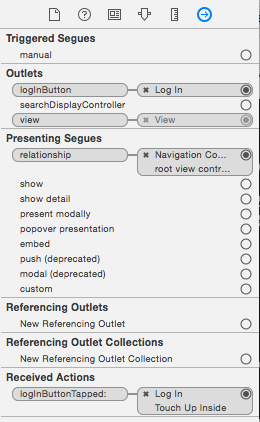 Triggered Segues
manual
Outlets
logInButton Log In
searchDisplayController
view View
Presenting Segues
relationship Navigation Co...
root view contr...
show
show detail
present modally
popover presentation
embed
push (deprecated)
modal (deprecated)
custom
Referencing Outlets
New Referencing Outlet
Referencing Outlet Collections
New Referencing Outlet Collection
Received Actions
logInButtonTapped: Log In
Touch Up Inside